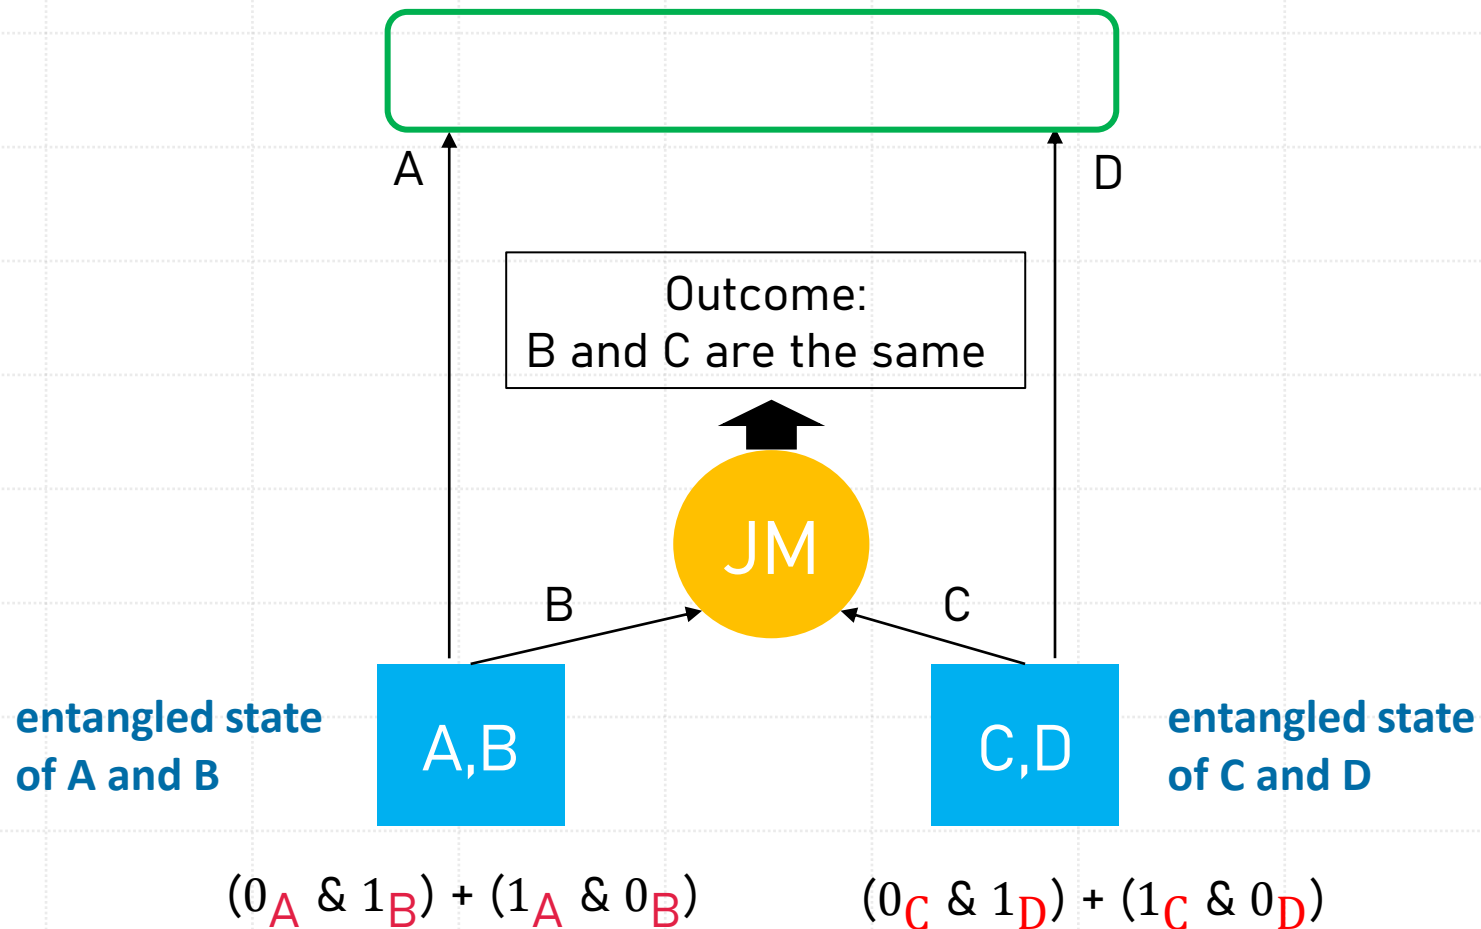 A
D
Outcome:
B and C are the same
JM
B
C
entangled state
of A and B
A,B
C,D
entangled state
of C and D
(0A & 1B) + (1A & 0B)
(0C & 1D) + (1C & 0D)